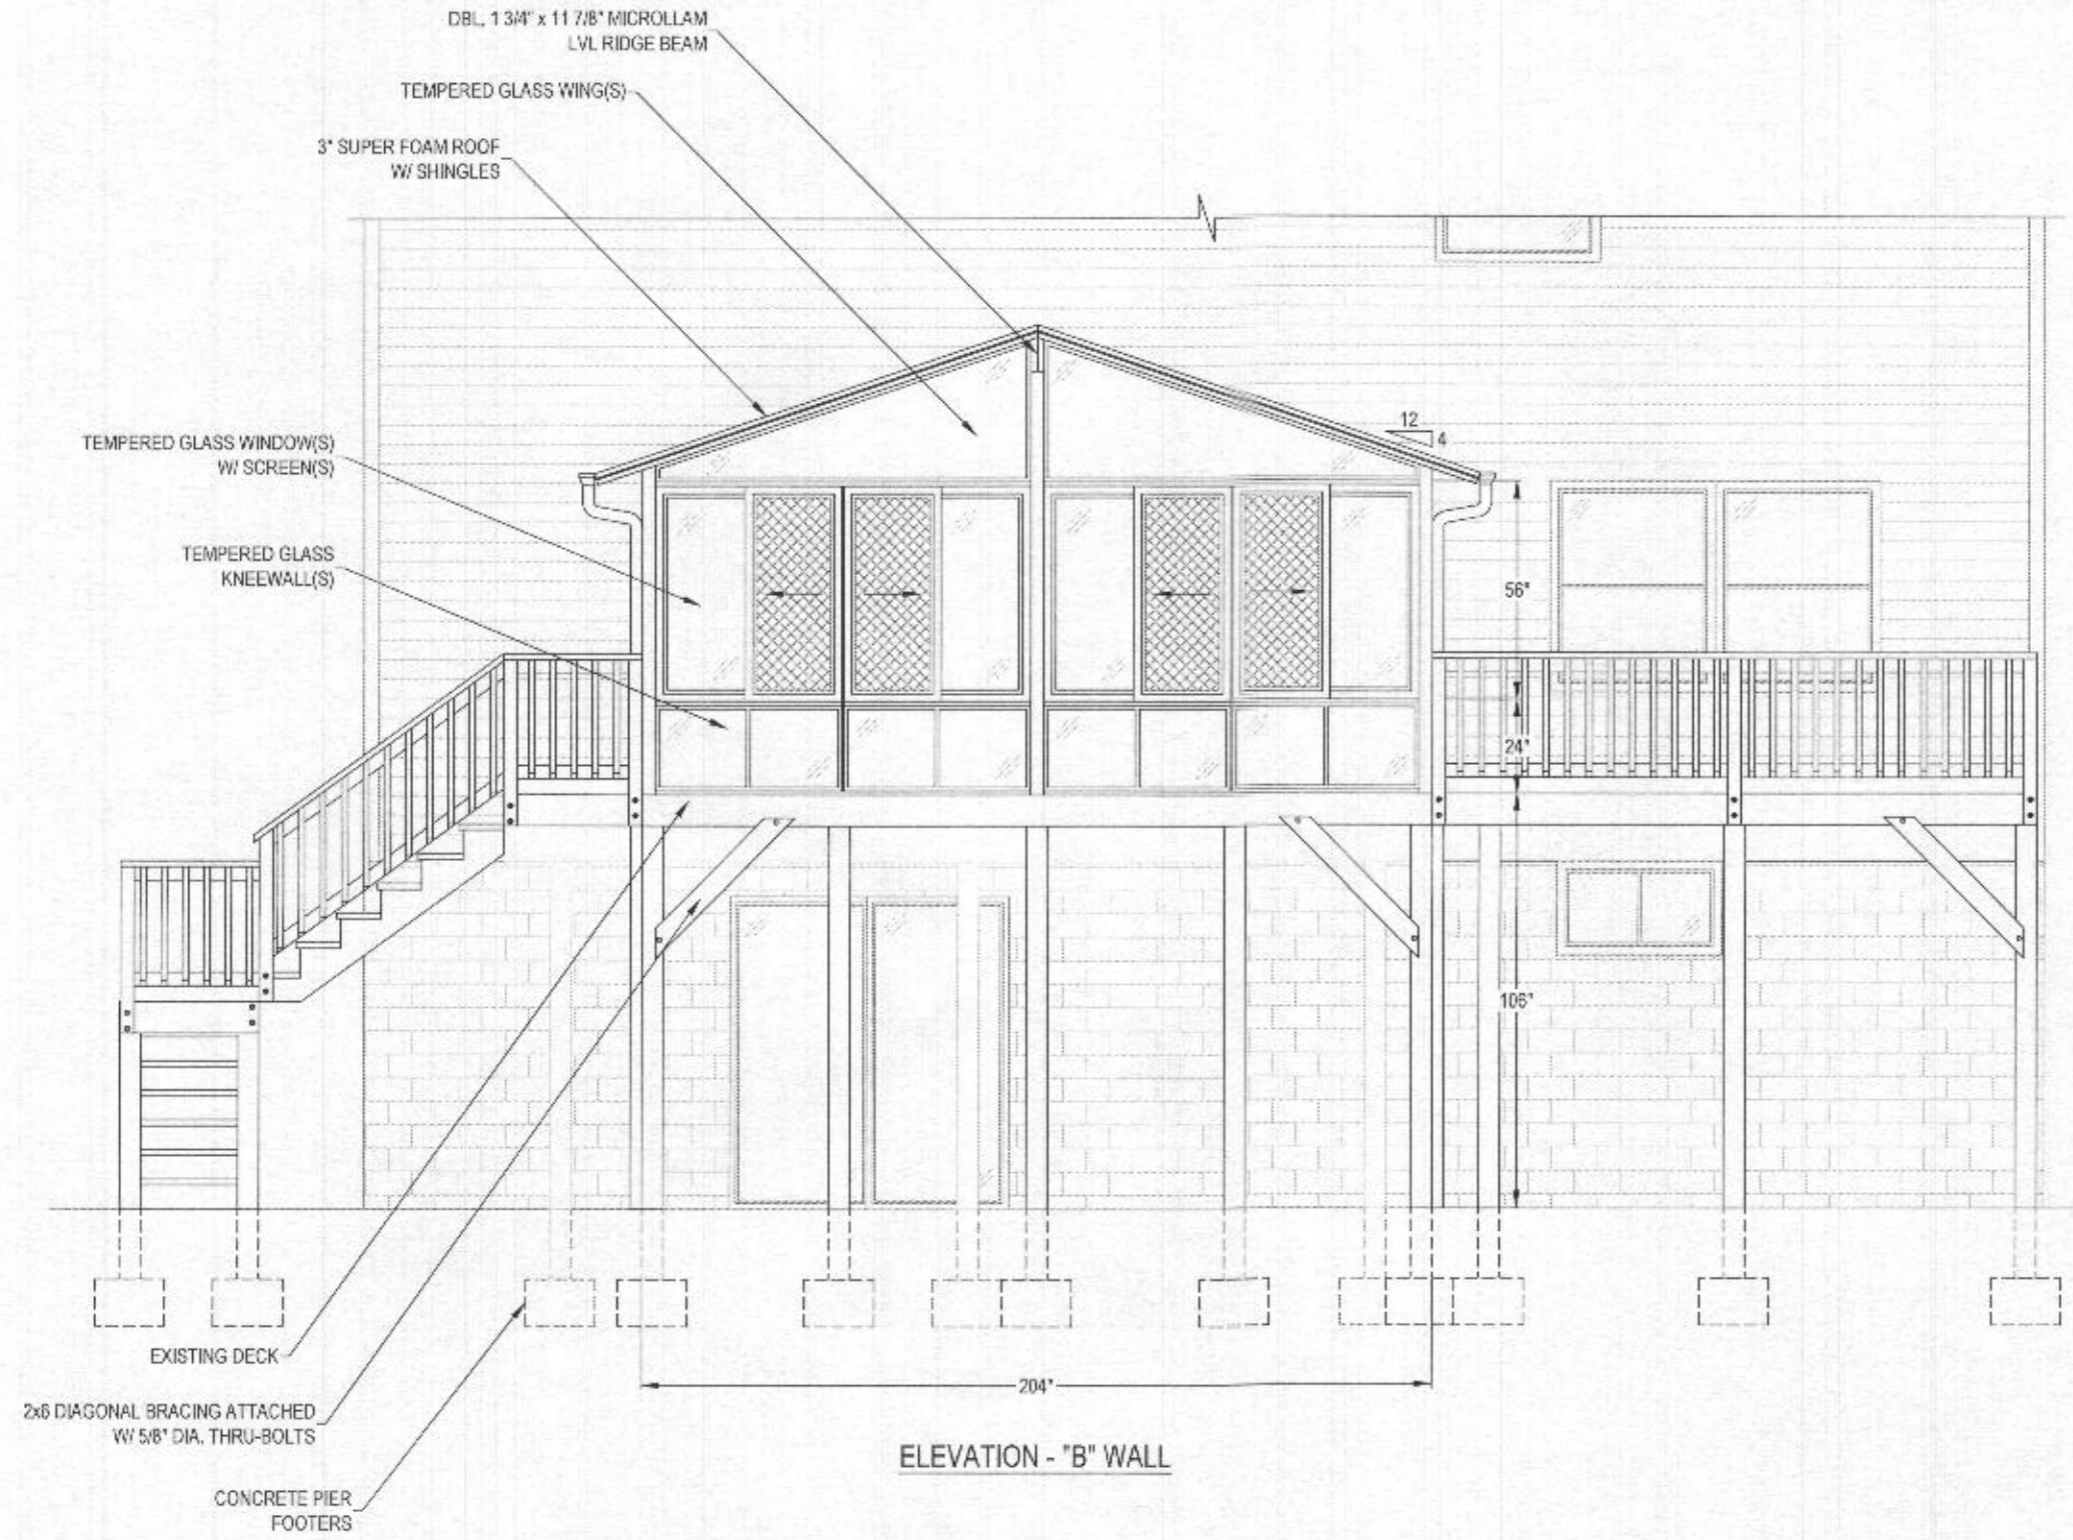 DBL, 1 3/4" x 11 7/8" MICROLLAM
LVL RIDGE BEAM
TEMPERED GLASS WING(S)
3" SUPER FOAM ROOF
W/ SHINGLES
12
4
TEMPERED GLASS WINDOW(S)
W/ SCREEN(S)
TEMPERED GLASS
KNEEWALL(S)
56"
24"
106"
EXISTING DECK
204"
2x6 DIAGONAL BRACING ATTACHED
W/ 5/8" DIA. THRU-BOLTS
ELEVATION - "B" WALL
CONCRETE PIER
FOOTERS